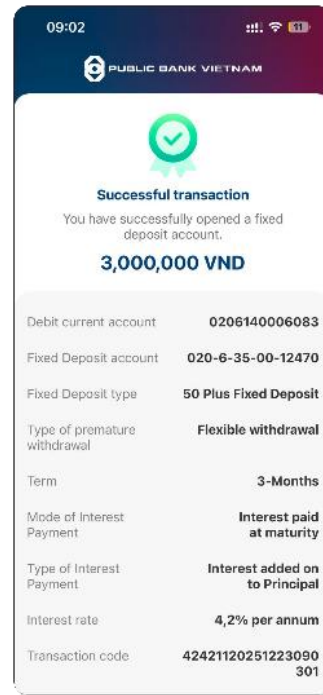 09:02
11
PUBLIC BANK VIETNAM
Successful transaction
You have successfully opened a fixed
deposit account.
3,000,000 VND
Debit current account 0206140006083
Fixed Deposit account 020-6-35-00-12470
Fixed Deposit type 50 Plus Fixed Deposit
Type of premature Flexible withdrawal
withdrawal
Term 3-Months
Mode of Interest Interest paid
Payment at maturity
Type of Interest Interest added on
Payment to Principal
Interest rate 4,2% per annum
Transaction code 42421120251223090
301